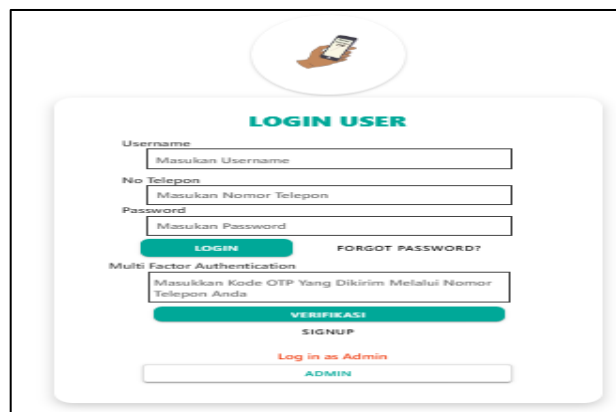 LOGIN USER
Username
Masukan Username
No Telepon
Masukan Nomor Telepon
Password
Masukan Password
LOGIN
FORGOT PASSWORD?
Multi Factor Authentication
Masukkan Kode OTP Yang Dikirim Melalui Nomor
Telepon Anda
VERIFIKASI
SIGNUP
Log in as Admin
ADMIN